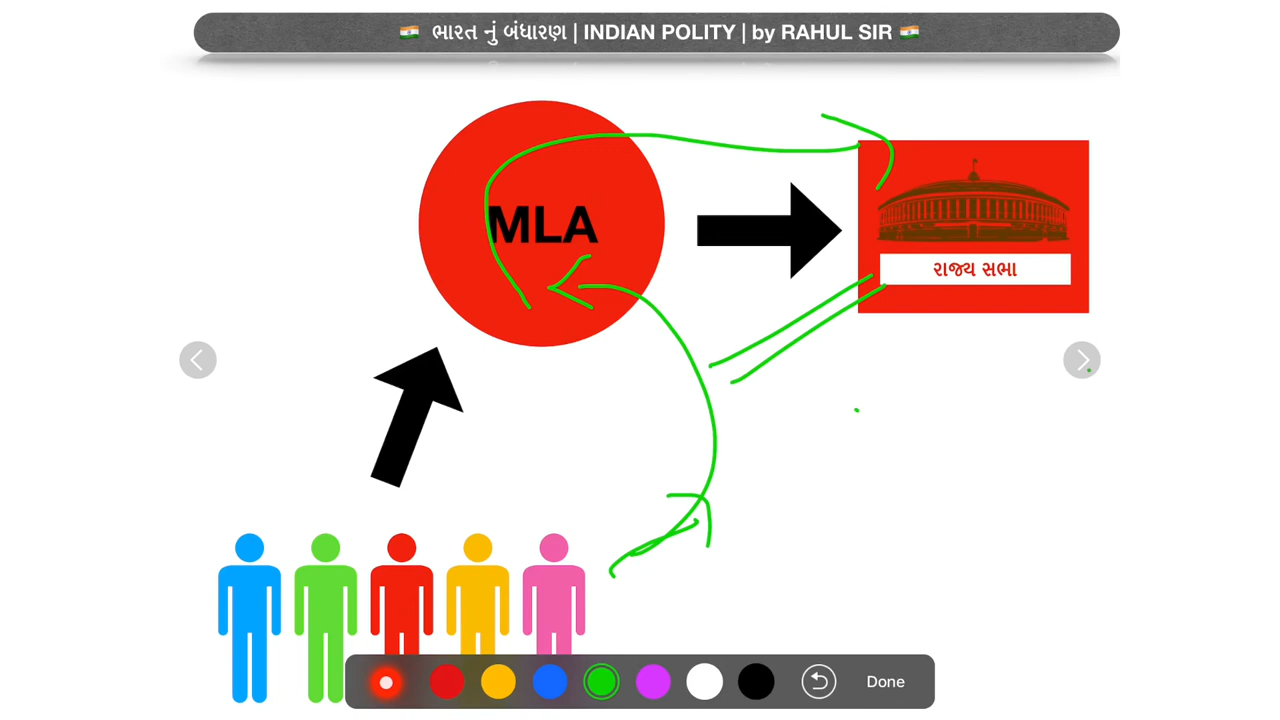 ભારત નું બંધારણ | INDIAN POLITY | by RAHUL SIR
MLA
રાજ્ય સભા
Done